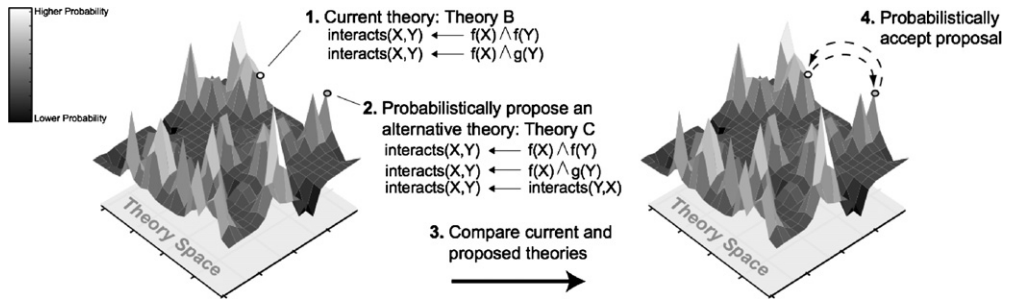 Higher Probability
Lower Probability
1. Current theory: Theory B
interacts(X,Y) ← f(X) ∧ f(Y)
interacts(X,Y) ← f(X) ∧ g(Y)
2. Probabilistically propose an
alternative theory: Theory C
interacts(X,Y) ← f(X) ∧ f(Y)
interacts(X,Y) ← f(X) ∧ g(Y)
interacts(X,Y) ← interacts(Y,X)
3. Compare current and
proposed theories
4. Probabilistically
accept proposal
Theory Space
Theory Space